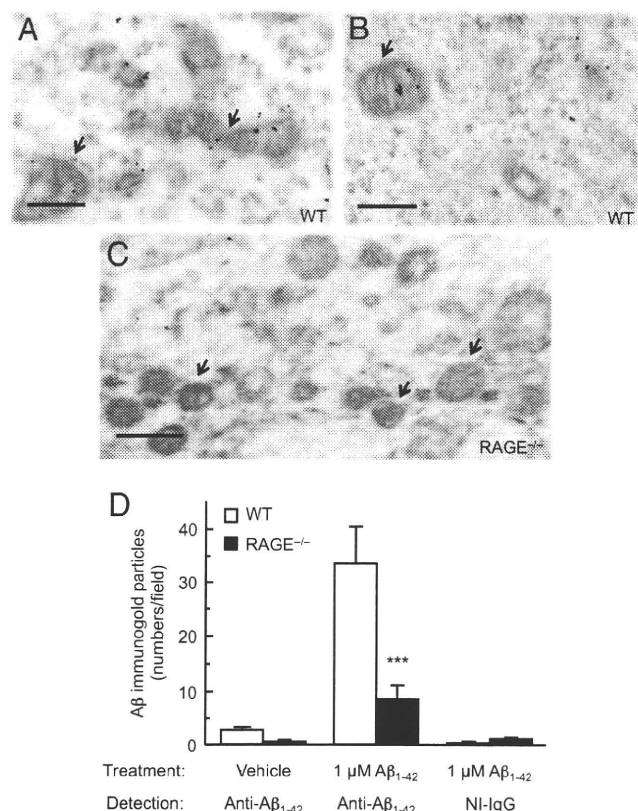 A
WT
B
WT
C
RAGE–/–
D
WT
RAGE–/–
Aβ immunogold particles
(numbers/field)
40
30
20
10
0
Treatment: Vehicle 1 µM Aβ1-42 1 µM Aβ1-42
Detection: Anti-Aβ1-42 Anti-Aβ1-42 NI-IgG
***